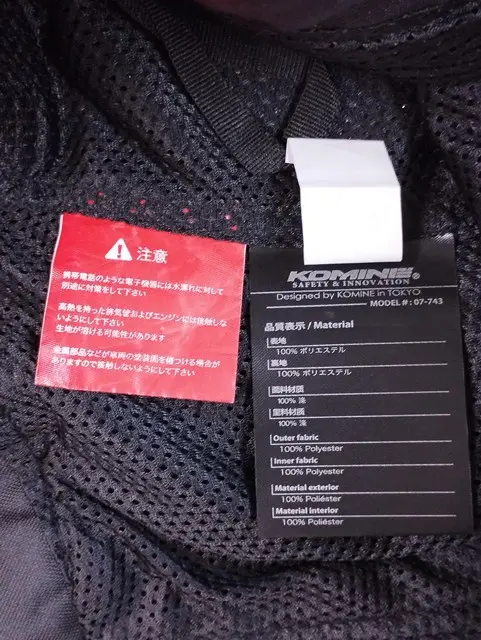 注意
携帯電話のような電子機器には水濡れに対して
別途に対策をして下さい
高熱を持った排気管およびエンジンには接触しな
いようにして下さい
生地が溶ける可能性があります
金属部品などが車両の塗装面を傷つける場合が
ありますので接触しないようにして下さい
KOMINE®
SAFETY & INNOVATION
Designed by KOMINE in TOKYO
MODEL # : 07-743
品質表示 / Material
表地
100% ポリエステル
裏地
100% ポリエステル
面料材质
100% 涤
里料材质
100% 涤
Outer fabric
100% Polyester
Inner fabric
100% Polyester
Material exterior
100% Poliéster
Material interior
100% Poliéster